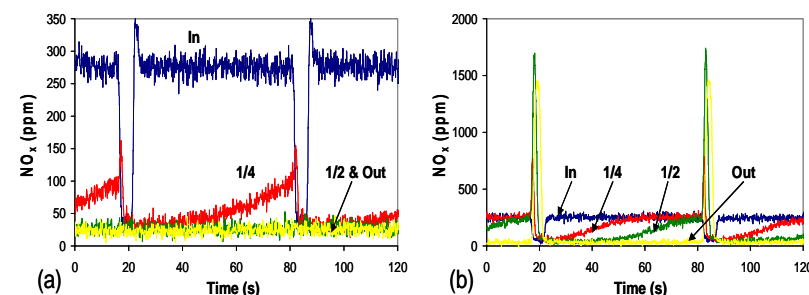 350
300
250
200
150
100
50
0
NOx (ppm)
In
1/4
1/2 & Out
0 20 40 60 80 100 120
Time (s)
(a)
2000
1500
1000
500
0
NOx (ppm)
In
1/4
1/2
Out
0 20 40 60 80 100 120
Time (s)
(b)